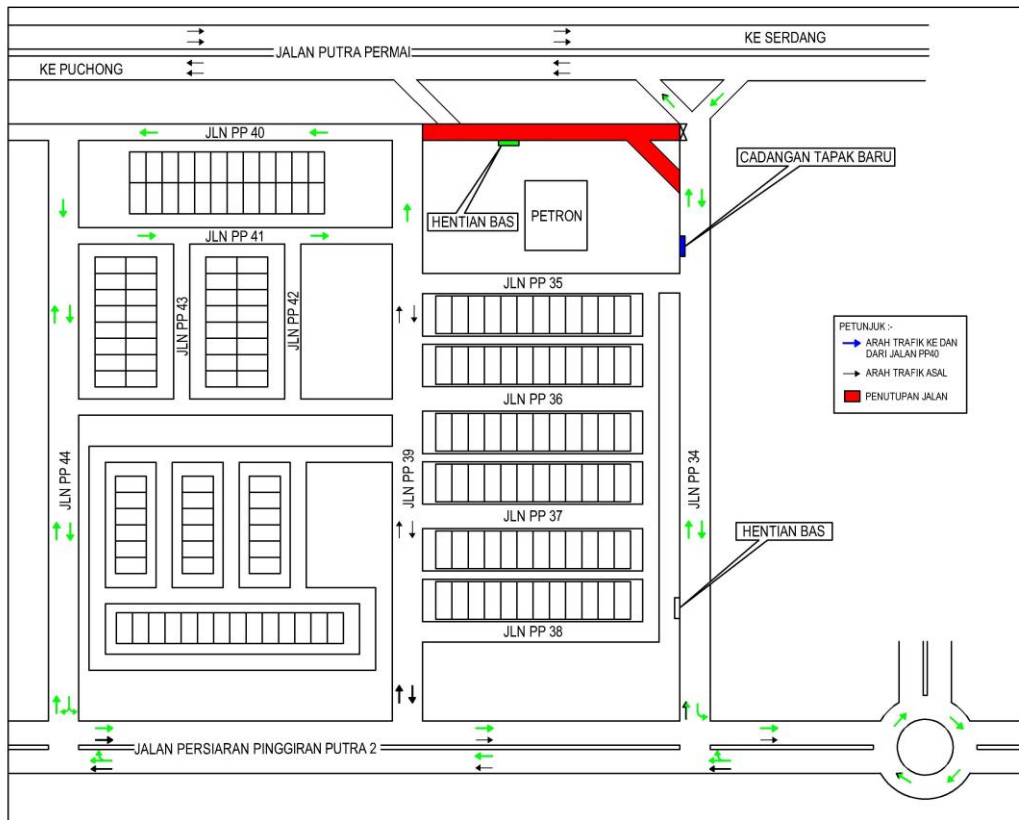 KE SERDANG
JALAN PUTRA PERMAI
KE PUCHONG
JLN PP 40
CADANGAN TAPAK BARU
HENTIAN BAS
PETRON
JLN PP 41
JLN PP 35
JLN PP 43
JLN PP 42
PETUNJUK :-
ARAH TRAFIK KE DAN
DARI JALAN PP40
ARAH TRAFIK ASAL
PENUTUPAN JALAN
JLN PP 36
JLN PP 44
JLN PP 39
JLN PP 34
JLN PP 37
HENTIAN BAS
JLN PP 38
JALAN PERSIARAN PINGGIRAN PUTRA 2